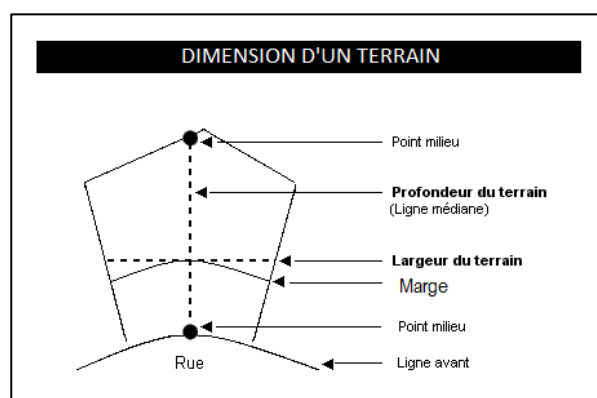 DIMENSION D'UN TERRAIN
Point milieu
Profondeur du terrain
(Ligne médiane)
Largeur du terrain
Marge
Point milieu
Rue
Ligne avant